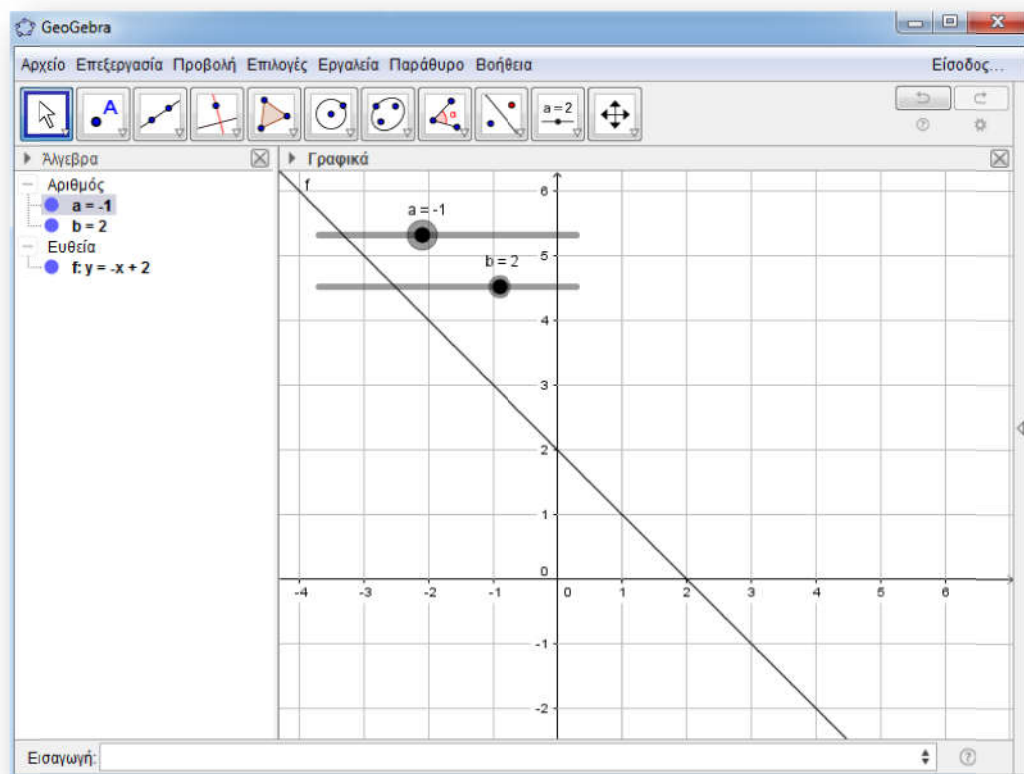 GeoGebra
Αρχείο Επεξεργασία Προβολή Επιλογές Εργαλεία Παράθυρο Βοήθεια Είσοδος...
A α a = 2
Άλγεβρα
Γραφικά
Αριθμός
a = -1
b = 2
Ευθεία
f: y = -x + 2
f
a = -1
b = 2
6
5
4
3
2
1
0
-4 -3 -2 -1 0 1 2 3 4 5 6
-1
-2
Εισαγωγή: